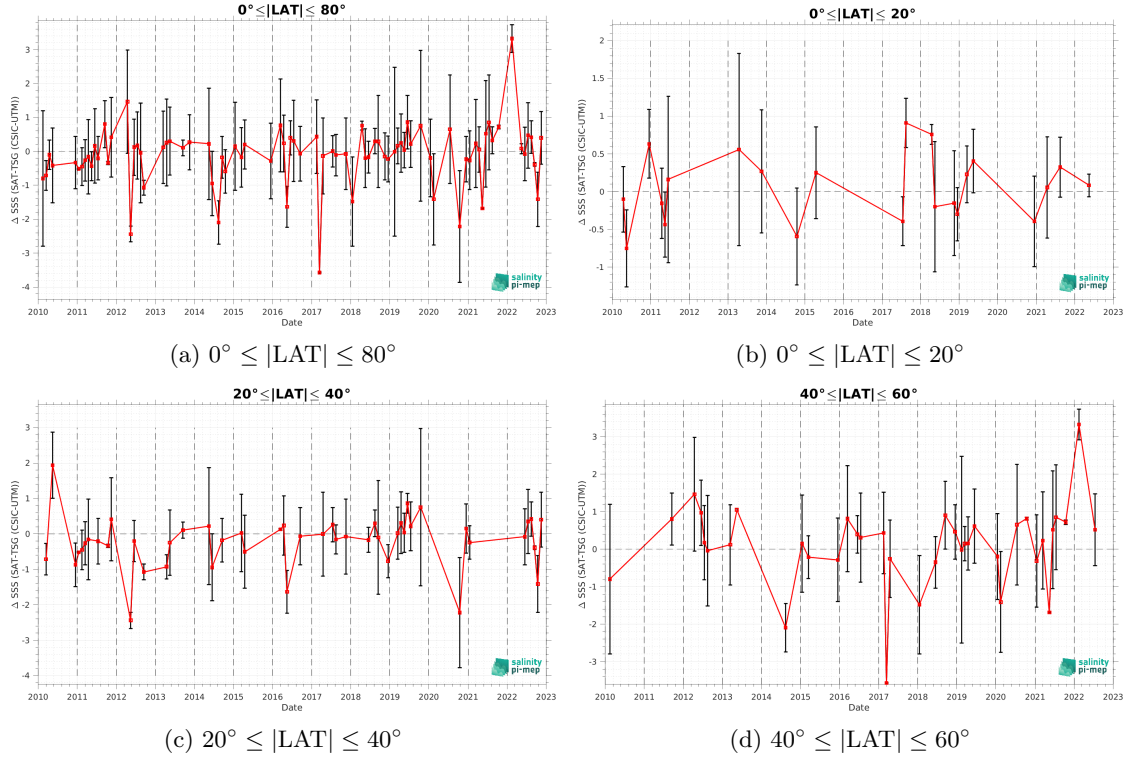 0°≤|LAT|≤ 80°
Δ SSS (SAT-TSG (CSIC-UTM))
3
2
1
0
-1
-2
-3
-4
2010 2011 2012 2013 2014 2015 2016 2017 2018 2019 2020 2021 2022 2023
Date
salinity
pi-mep
(a) 0° ≤ |LAT| ≤ 80°
0°≤|LAT|≤ 20°
Δ SSS (SAT-TSG (CSIC-UTM))
2
1.5
1
0.5
0
-0.5
-1
2010 2011 2012 2013 2014 2015 2016 2017 2018 2019 2020 2021 2022 2023
Date
salinity
pi-mep
(b) 0° ≤ |LAT| ≤ 20°
20°≤|LAT|≤ 40°
Δ SSS (SAT-TSG (CSIC-UTM))
3
2
1
0
-1
-2
-3
-4
2010 2011 2012 2013 2014 2015 2016 2017 2018 2019 2020 2021 2022 2023
Date
salinity
pi-mep
(c) 20° ≤ |LAT| ≤ 40°
40°≤|LAT|≤ 60°
Δ SSS (SAT-TSG (CSIC-UTM))
3
2
1
0
-1
-2
-3
2010 2011 2012 2013 2014 2015 2016 2017 2018 2019 2020 2021 2022 2023
Date
salinity
pi-mep
(d) 40° ≤ |LAT| ≤ 60°